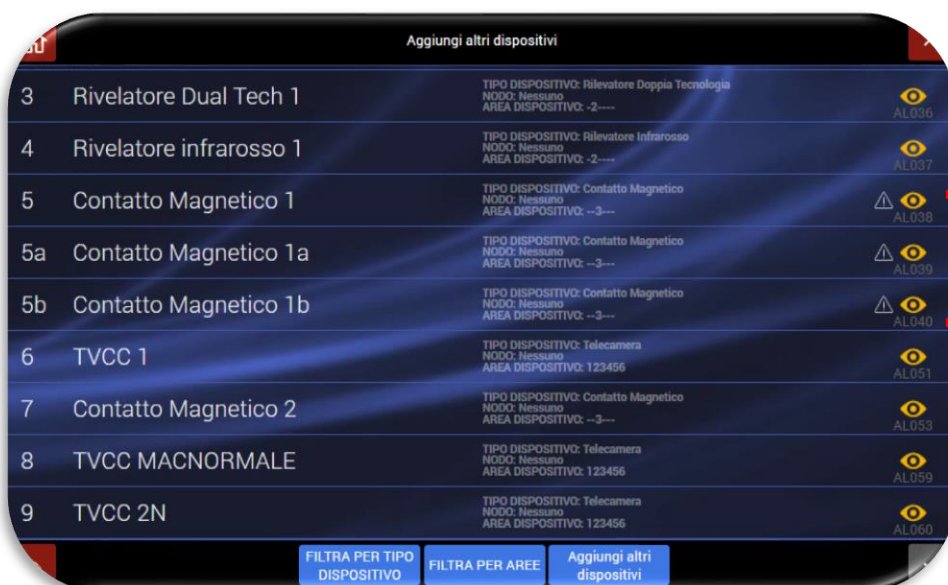 Aggiungi altri dispositivi
3 Rivelatore Dual Tech 1
TIPO DISPOSITIVO: Rilevatore Doppia Tecnologia
NODO: Nessuno
AREA DISPOSITIVO: -2----
AL036
4 Rivelatore infrarosso 1
TIPO DISPOSITIVO: Rilevatore Infrarosso
NODO: Nessuno
AREA DISPOSITIVO: -2----
AL037
5 Contatto Magnetico 1
TIPO DISPOSITIVO: Contatto Magnetico
NODO: Nessuno
AREA DISPOSITIVO: --3---
AL038
5a Contatto Magnetico 1a
TIPO DISPOSITIVO: Contatto Magnetico
NODO: Nessuno
AREA DISPOSITIVO: --3---
AL039
5b Contatto Magnetico 1b
TIPO DISPOSITIVO: Contatto Magnetico
NODO: Nessuno
AREA DISPOSITIVO: --3---
AL040
6 TVCC 1
TIPO DISPOSITIVO: Telecamera
NODO: Nessuno
AREA DISPOSITIVO: 123456
AL051
7 Contatto Magnetico 2
TIPO DISPOSITIVO: Contatto Magnetico
NODO: Nessuno
AREA DISPOSITIVO: --3---
AL053
8 TVCC MACNORMALE
TIPO DISPOSITIVO: Telecamera
NODO: Nessuno
AREA DISPOSITIVO: 123456
AL059
9 TVCC 2N
TIPO DISPOSITIVO: Telecamera
NODO: Nessuno
AREA DISPOSITIVO: 123456
AL060
FILTRA PER TIPO
DISPOSITIVO
FILTRA PER AREE
Aggiungi altri
dispositivi